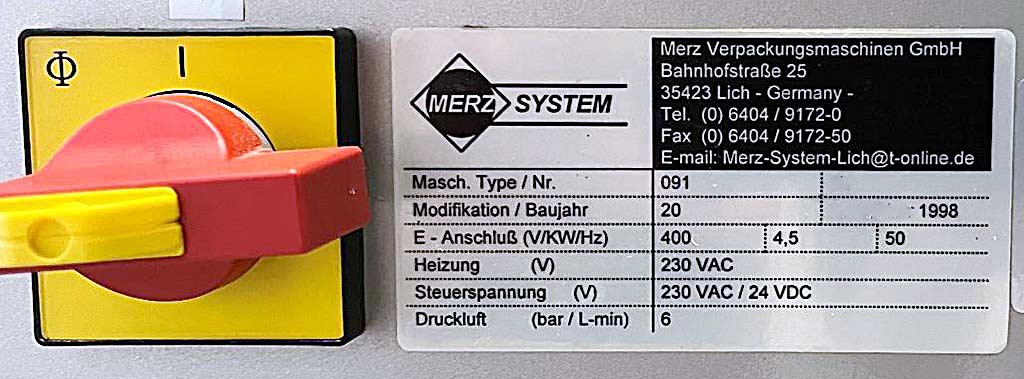 I
MERZ SYSTEM
Merz Verpackungsmaschinen GmbH
Bahnhofstraße 25
35423 Lich - Germany -
Tel. (0) 6404 / 9172-0
Fax (0) 6404 / 9172-50
E-mail: Merz-System-Lich@t-online.de
Masch. Type / Nr. 091
Modifikation / Baujahr 20 1998
E - Anschluß (V/KW/Hz) 400 4,5 50
Heizung (V) 230 VAC
Steuerspannung (V) 230 VAC / 24 VDC
Druckluft (bar / L-min) 6